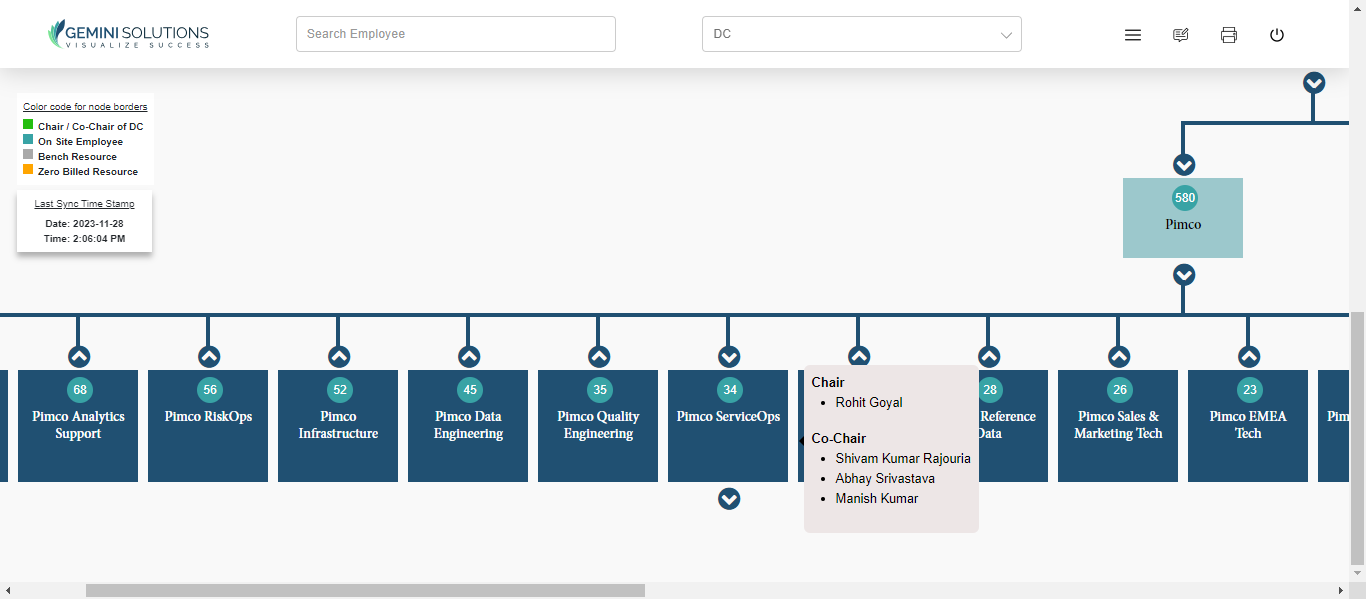 GEMINI SOLUTIONS
VISUALIZE SUCCESS
Search Employee
DC
Color code for node borders
Chair / Co-Chair of DC
On Site Employee
Bench Resource
Zero Billed Resource
Last Sync Time Stamp
Date: 2023-11-28
Time: 2:06:04 PM
580
Pimco
68
Pimco Analytics
Support
56
Pimco RiskOps
52
Pimco
Infrastructure
45
Pimco Data
Engineering
35
Pimco Quality
Engineering
34
Pimco ServiceOps
Chair
Rohit Goyal
Co-Chair
Shivam Kumar Rajouria
Abhay Srivastava
Manish Kumar
28
Reference
Data
26
Pimco Sales &
Marketing Tech
23
Pimco EMEA
Tech